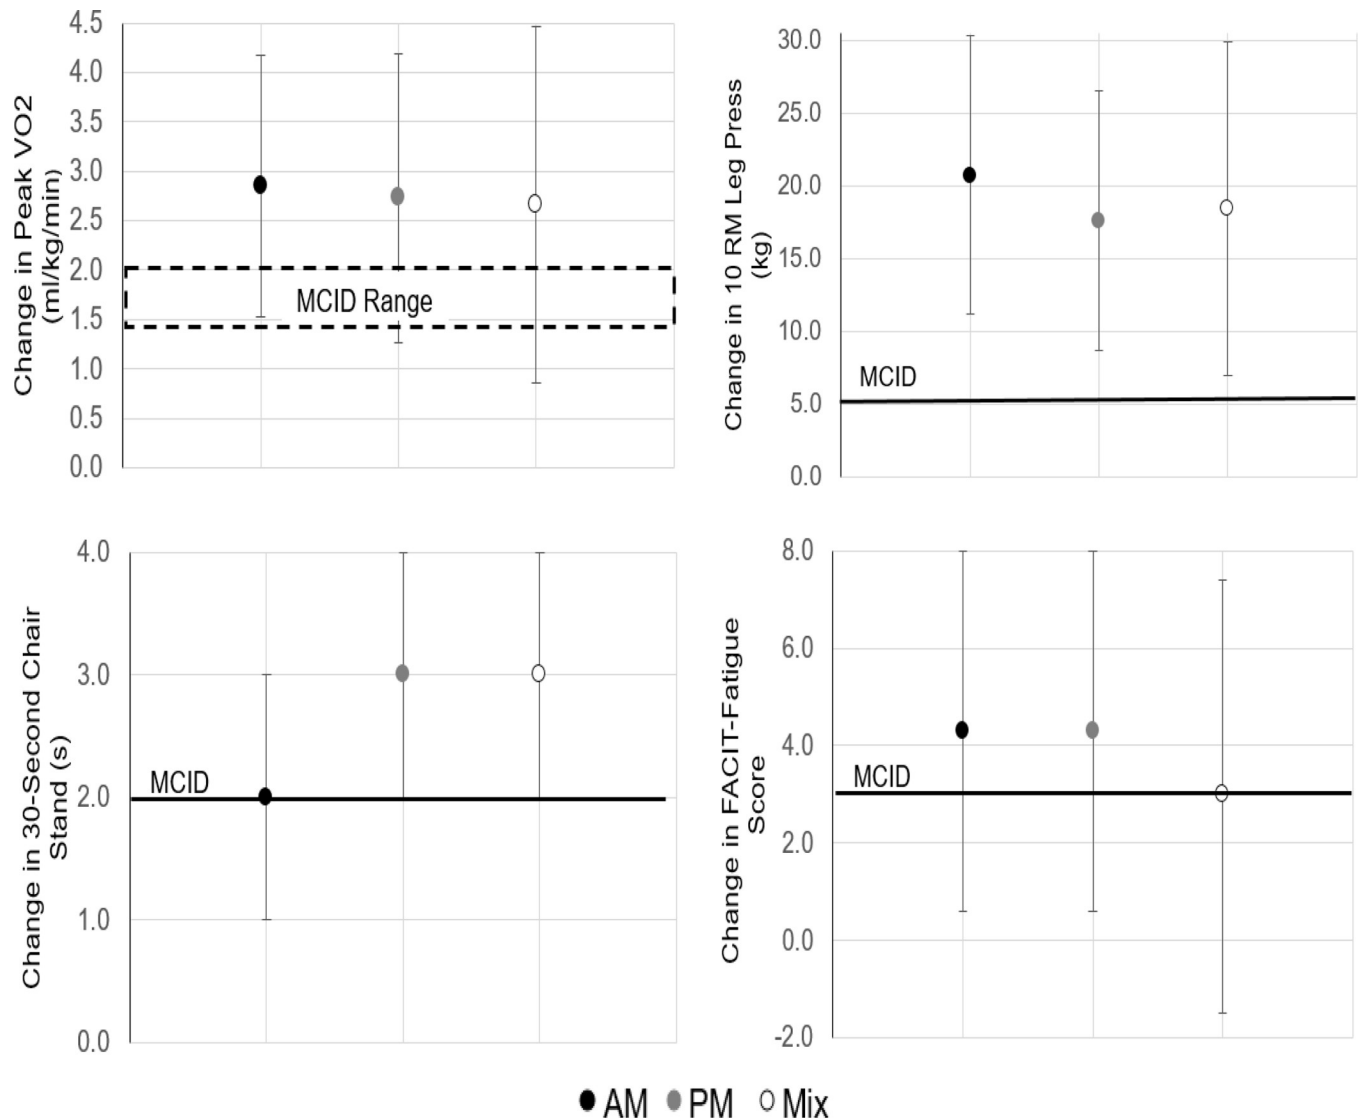 Change in Peak VO2
(ml/kg/min)
4.5
4.0
3.5
3.0
2.5
2.0
1.5
1.0
0.5
0.0
MCID Range
Change in 10 RM Leg Press
(kg)
30.0
25.0
20.0
15.0
10.0
5.0
0.0
MCID
Change in 30-Second Chair
Stand (s)
4.0
3.0
2.0
1.0
0.0
MCID
Change in FACIT-Fatigue
Score
8.0
6.0
4.0
2.0
0.0
-2.0
MCID
AM PM Mix